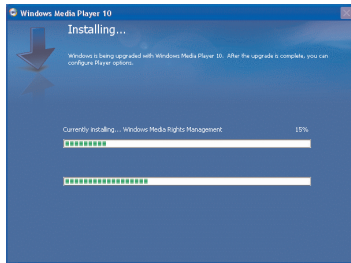 Windows Media Player 10
Installing...
Windows is being upgraded with Windows Media Player 10. After the upgrade is complete, you can
configure Player options.
Currently installing... Windows Media Rights Management 15%